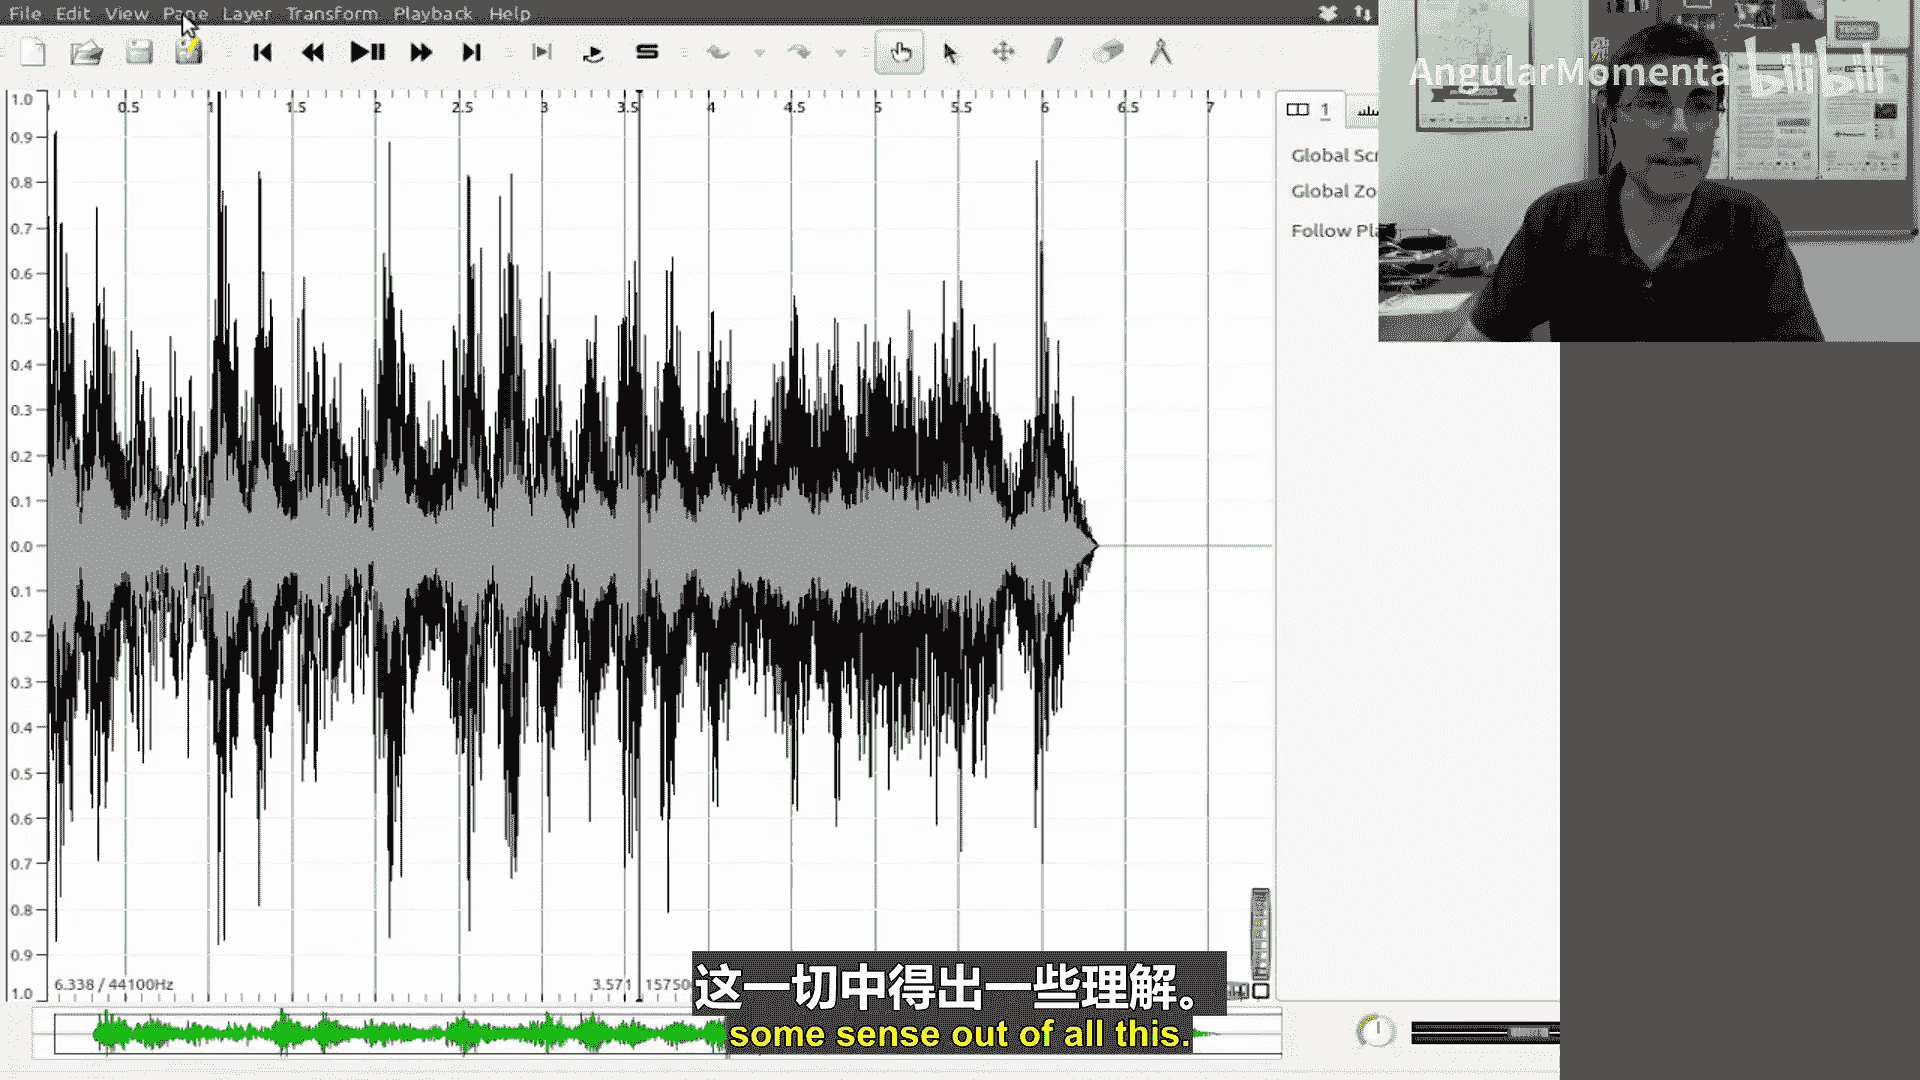 File Edit View Pane Layer Transform Playback Help
AngularMomenta bilibili
1.0 0.5 1 1.5 2 2.5 3 3.5 4 4.5 5 5.5 6 6.5 7
1
0.9
Global Scr
0.8
Global Zo
0.7
Follow Pla
0.6
0.5
0.4
0.3
0.2
0.1
0.0
0.1
0.2
0.3
0.4
0.5
0.6
0.7
0.8
0.9
6.338 / 44100Hz
3.571
15750
1.0
这一切中得出一些理解。
some sense out of all this.